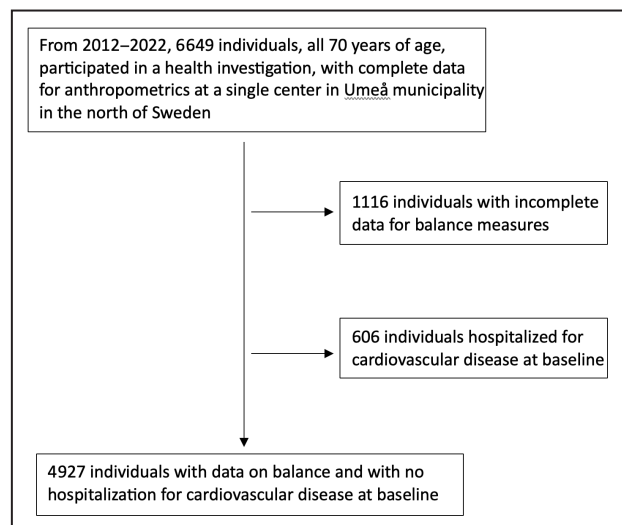 From 2012–2022, 6649 individuals, all 70 years of age,
participated in a health investigation, with complete data
for anthropometrics at a single center in Umeå municipality
in the north of Sweden
1116 individuals with incomplete
data for balance measures
606 individuals hospitalized for
cardiovascular disease at baseline
4927 individuals with data on balance and with no
hospitalization for cardiovascular disease at baseline